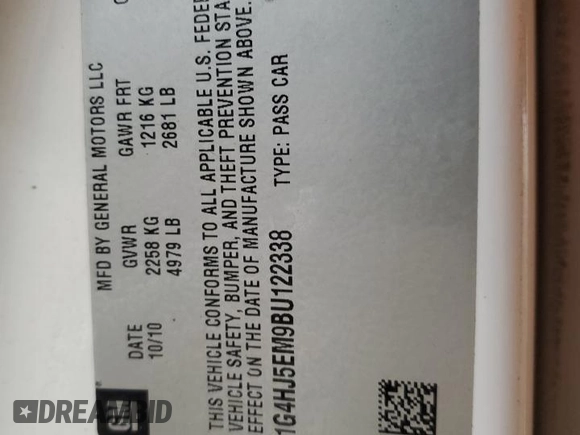 MFD BY GENERAL MOTORS LLC
DATE GVWR GAWR FRT
10/10 2258 KG 1216 KG
4979 LB 2681 LB
THIS VEHICLE CONFORMS TO ALL APPLICABLE U.S.
VEHICLE SAFETY, BUMPER, AND THEFT PREVENTION
EFFECT ON THE DATE OF MANUFACTURE SHOWN ABOVE.
1G4HJ5EM9BU122338 TYPE: PASS CAR
GM
DREAMBID